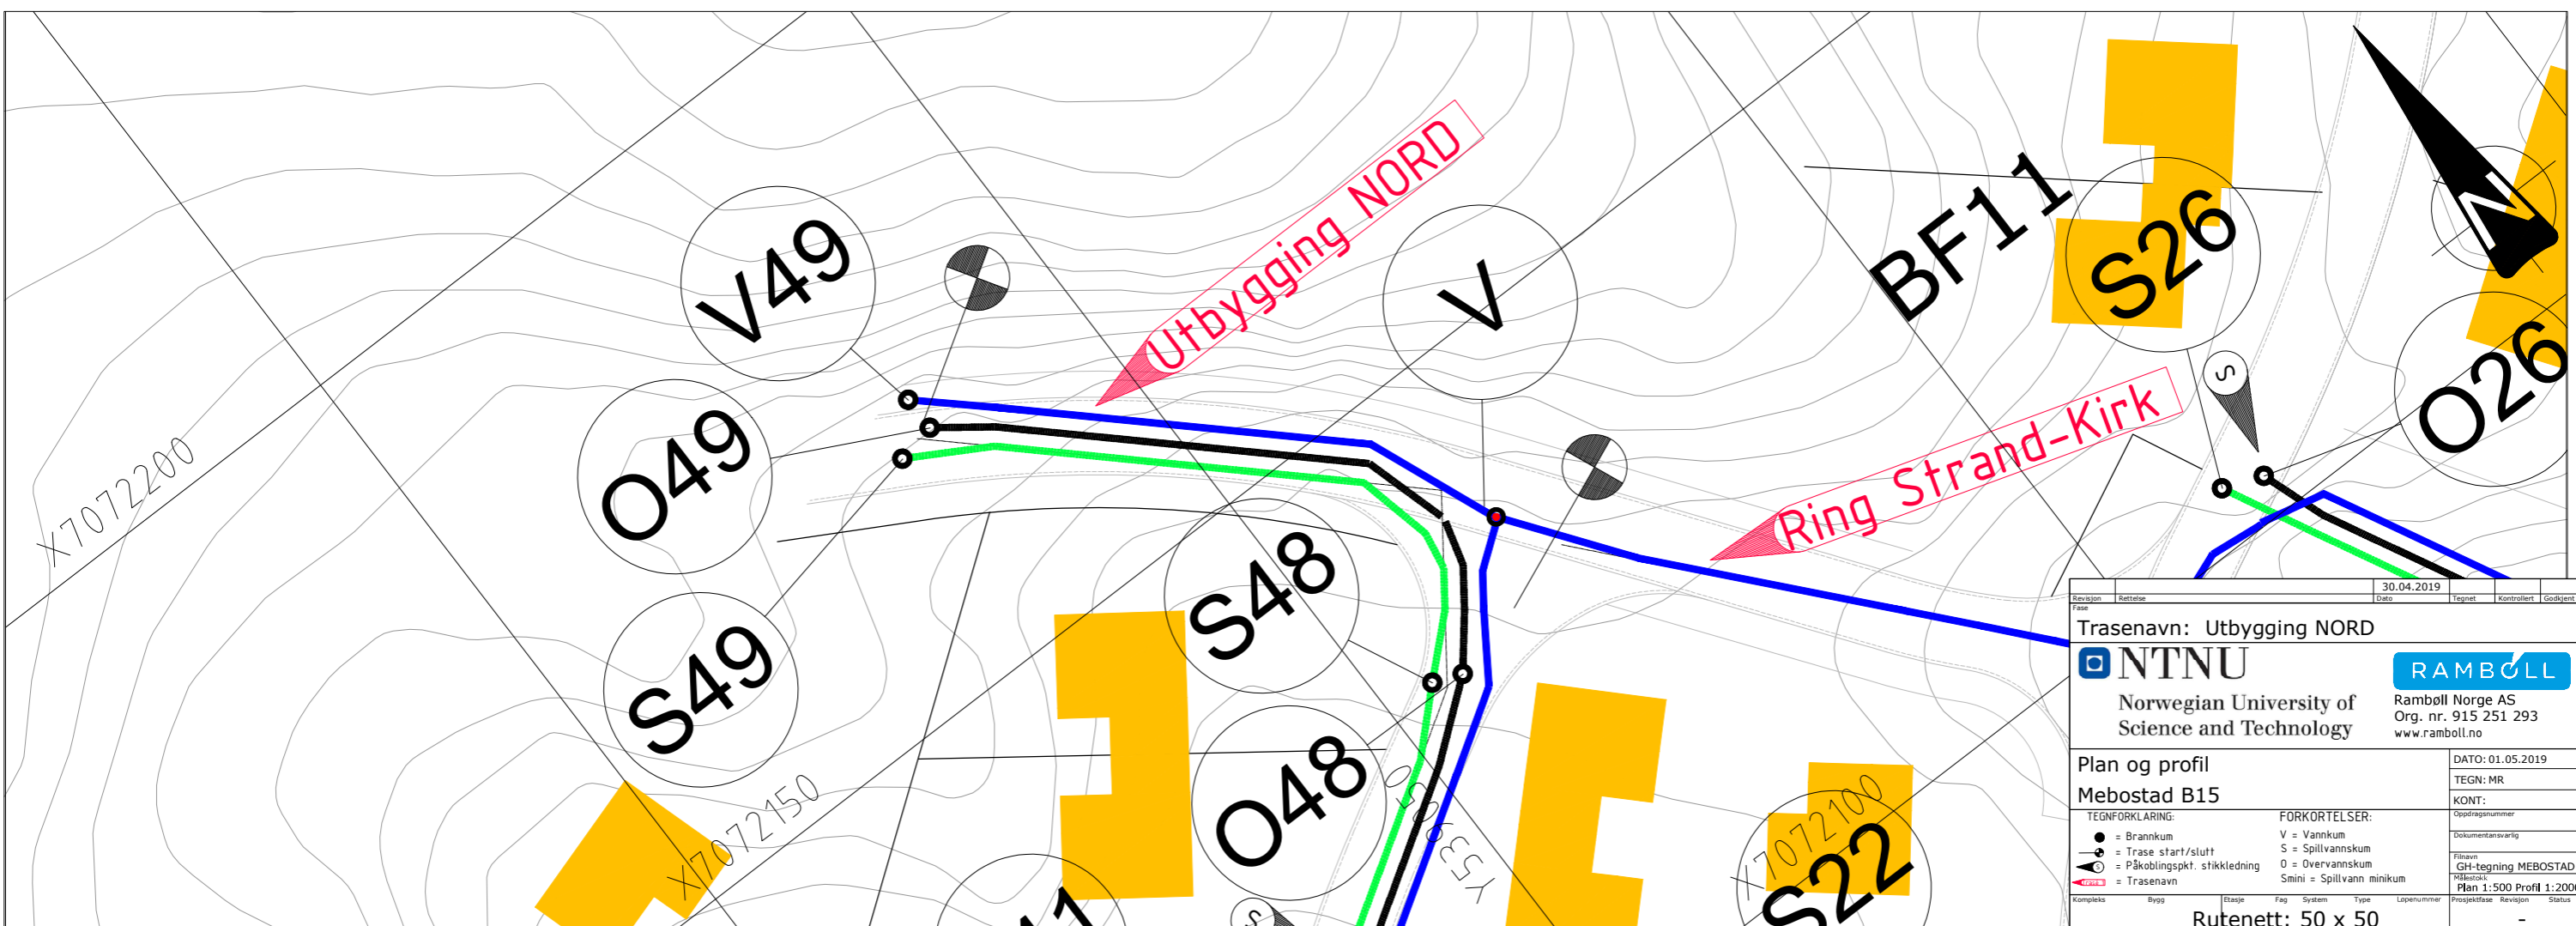 V49
Utbygging NORD
V
BF11
S26
N
S
O26
X7072200
O49
Ring Strand-Kirk
S49
S48
O48
X7072150
X7072100
S22
S
30.04.2019
Revisjon Rettelse Dato Tegnet Kontrollert Godkjent
Fase
Trasenavn: Utbygging NORD
NTNU
Norwegian University of
Science and Technology
RAMBOLL
Rambøll Norge AS
Org. nr. 915 251 293
www.ramboll.no
Plan og profil
Mebostad B15
DATO: 01.05.2019
TEGN: MR
KONT:
Oppdragsnummer
Dokumentansvarlig
Filnavn
GH-tegning MEBOSTAD
Målestokk
Plan 1:500 Profil 1:200
TEGNFORKLARING:
= Brannkum
= Trase start/slutt
S = Påkoblingspkt. stikkledning
= Trasenavn
FORKORTELSER:
V = Vannkum
S = Spillvannskum
O = Overvannskum
Smini = Spillvann minikum
Kompleks Bygg Etasje Fag System Type Løpenummer Prosjektfase Revisjon Status
Rutenett: 50 x 50
-